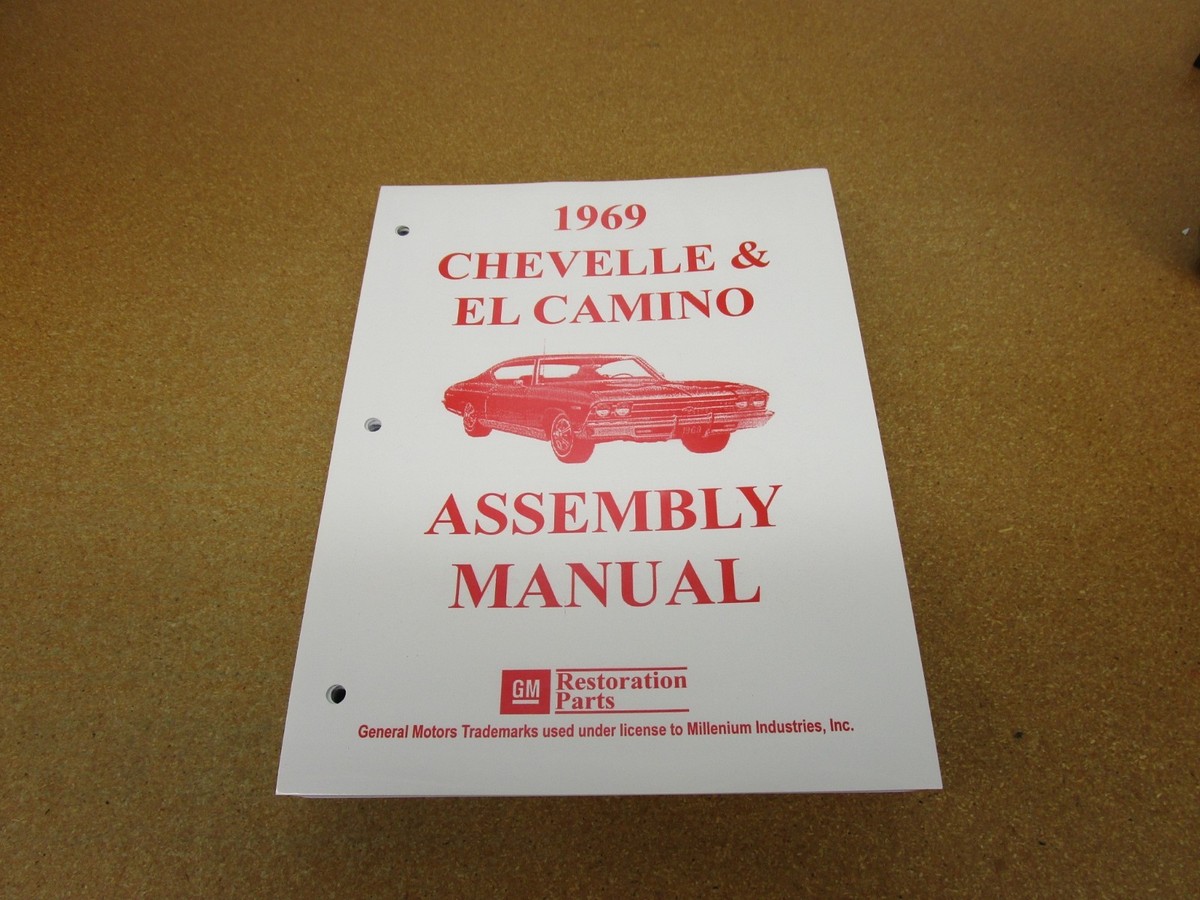 1969
CHEVELLE &
EL CAMINO
1969
ASSEMBLY
MANUAL
GM Restoration
Parts
General Motors Trademarks used under license to Millenium Industries, Inc.